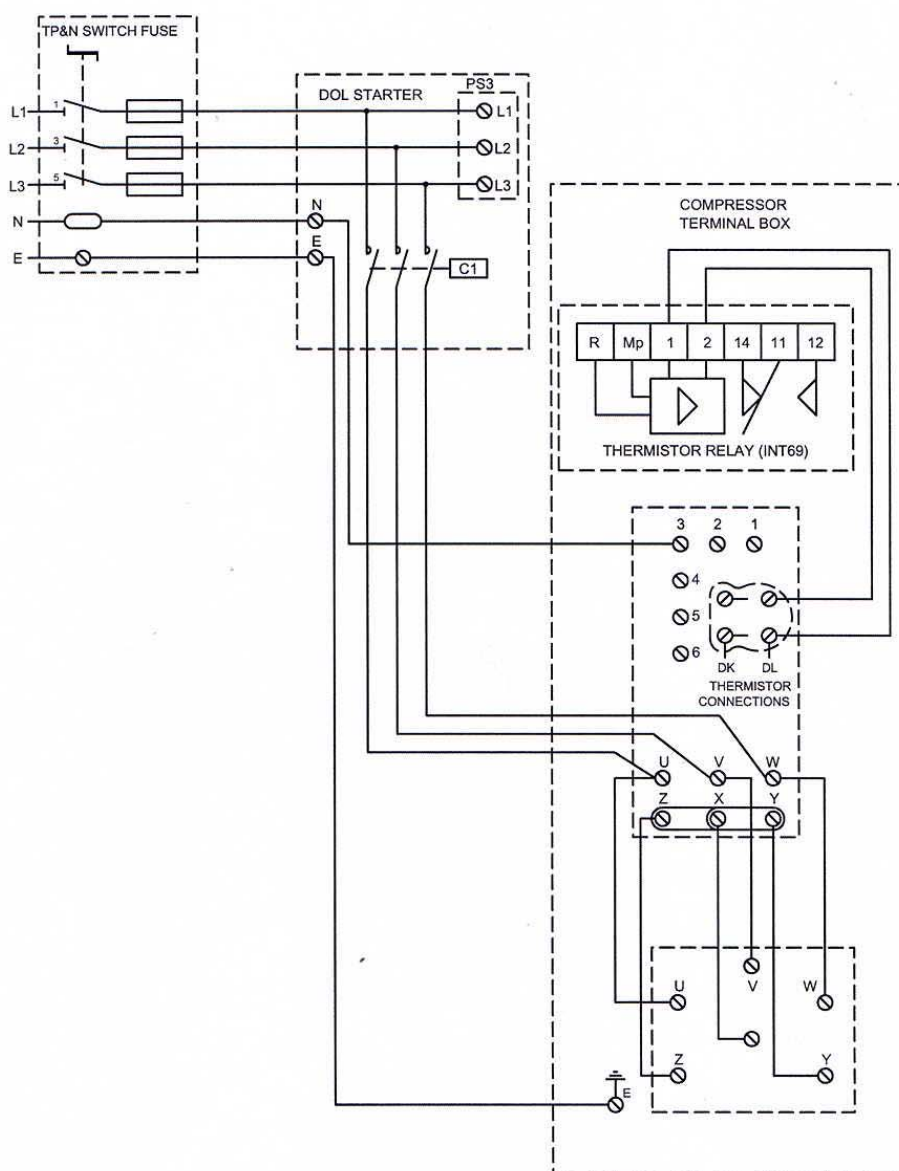 TP&N SWITCH FUSE
DOL STARTER
PS3
L1
1
L1
L2
3
L2
L3
5
L3
N
N
E
E
C1
COMPRESSOR
TERMINAL BOX
R Mp 1 2 14 11 12
THERMISTOR RELAY (INT69)
3 2 1
4
5
6
DK DL
THERMISTOR
CONNECTIONS
U V W
Z X Y
U V W
Z Y
E